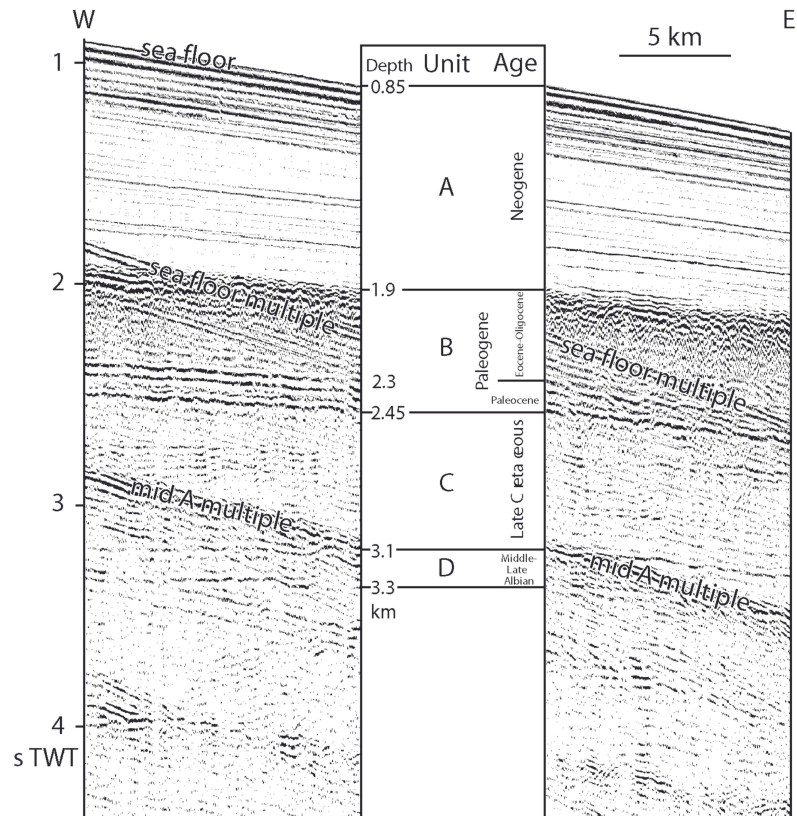 W
E
5 km
sea floor
Depth Unit Age
1
0.85
A
Neogene
2
sea floor multiple
1.9
B
Paleogene
Eocene-Oligocene
sea floor multiple
2.3
Paleocene
2.45
C
Late C reta ceous
3
mid A multiple
3.1
D
Middle-
Late
Albian
mid A multiple
3.3
km
4
s TWT